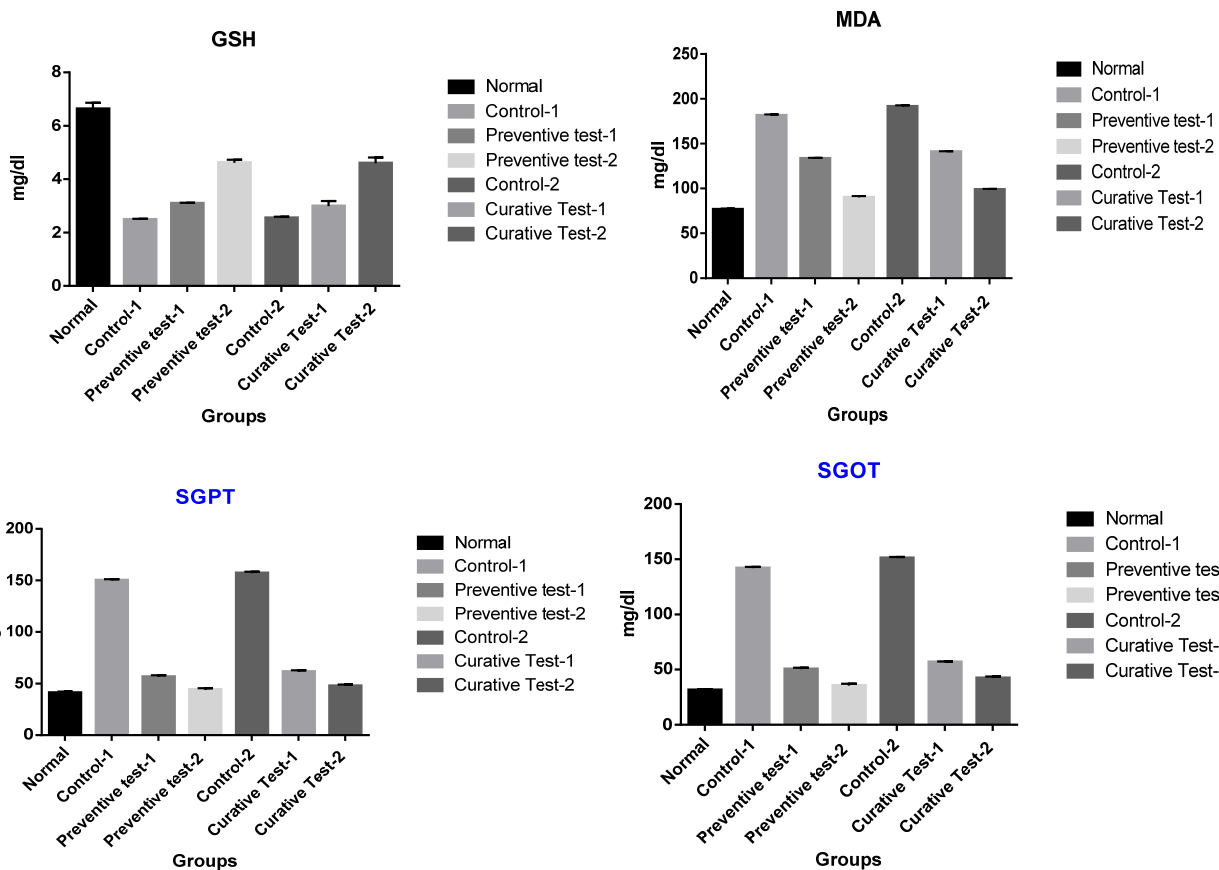 GSH
mg/dl
8
6
4
2
0
Normal
Control-1
Preventive test-1
Preventive test-2
Control-2
Curative Test-1
Curative Test-2
Groups
Normal
Control-1
Preventive test-1
Preventive test-2
Control-2
Curative Test-1
Curative Test-2
MDA
mg/dl
250
200
150
100
50
0
Normal
Control-1
Preventive test-1
Preventive test-2
Control-2
Curative Test-1
Curative Test-2
Groups
Normal
Control-1
Preventive test-1
Preventive test-2
Control-2
Curative Test-1
Curative Test-2
SGPT
200
150
100
50
0
Normal
Control-1
Preventive test-1
Preventive test-2
Control-2
Curative Test-1
Curative Test-2
Groups
Normal
Control-1
Preventive test-1
Preventive test-2
Control-2
Curative Test-1
Curative Test-2
SGOT
mg/dl
200
150
100
50
0
Normal
Control-1
Preventive test-1
Preventive test-2
Control-2
Curative Test-1
Curative Test-2
Groups
Normal
Control-1
Preventive tes
Preventive tes
Control-2
Curative Test-
Curative Test-